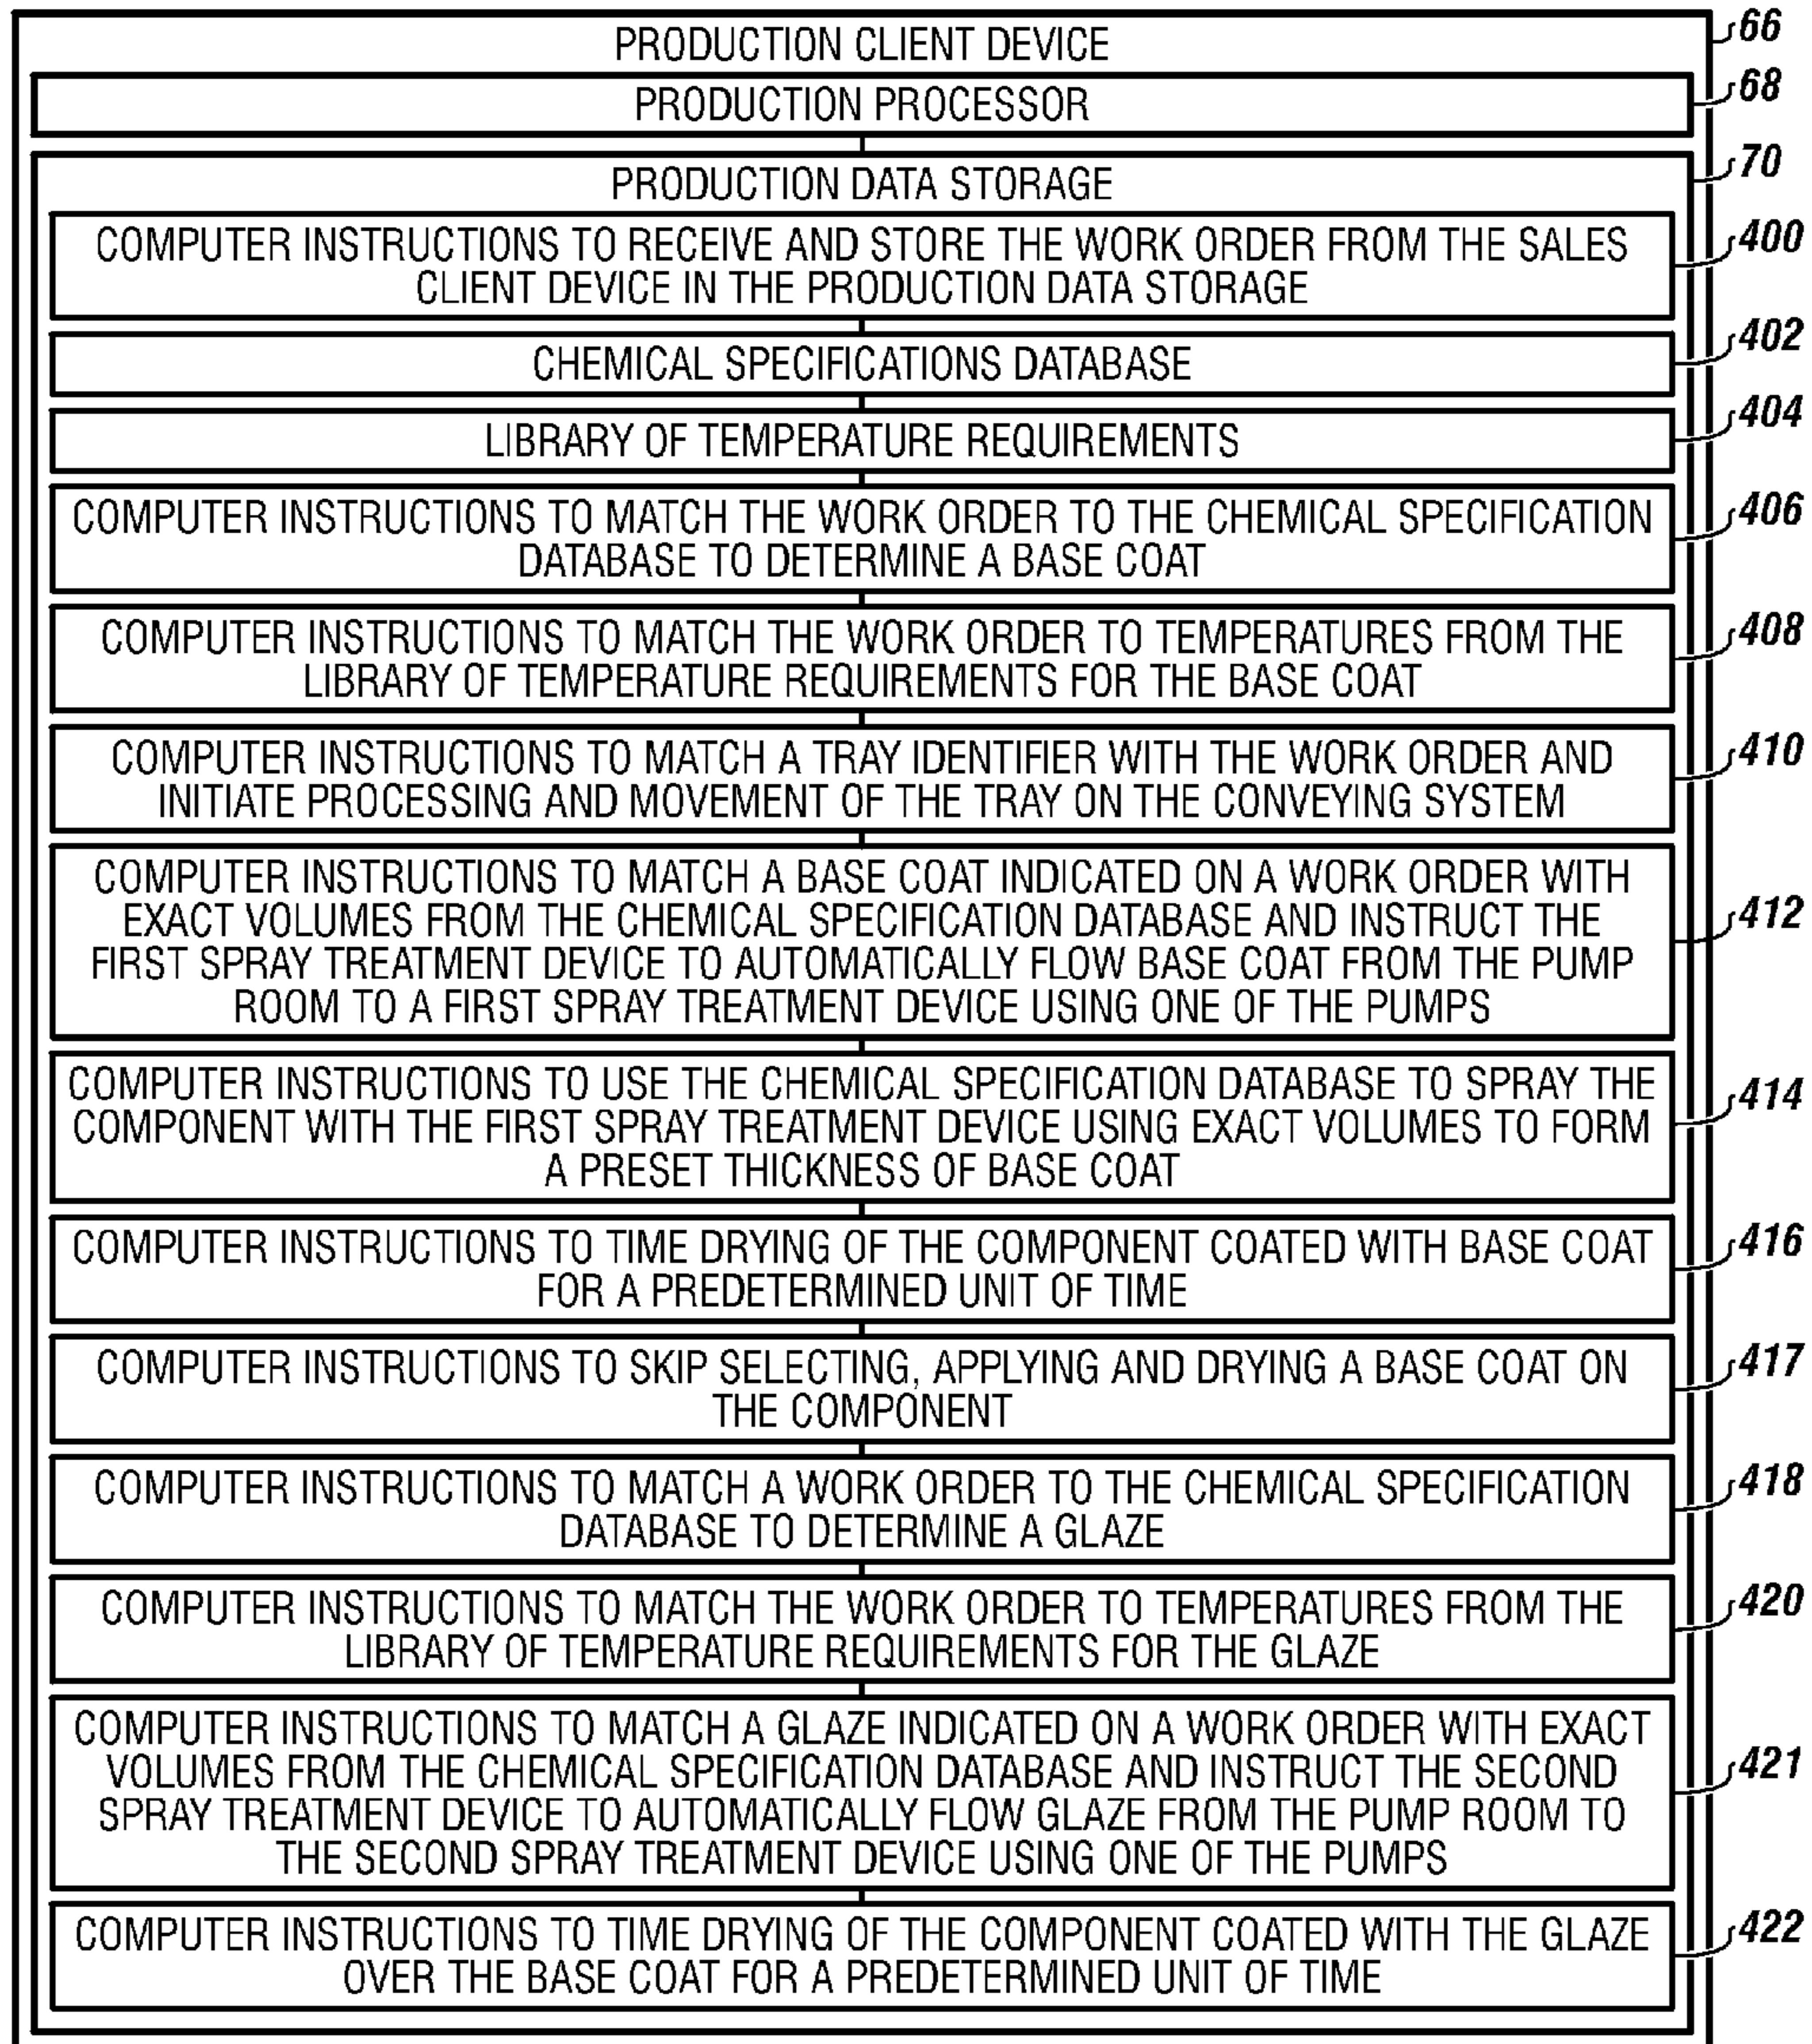 PRODUCTION CLIENT DEVICE
66
PRODUCTION PROCESSOR
68
PRODUCTION DATA STORAGE
70
COMPUTER INSTRUCTIONS TO RECEIVE AND STORE THE WORK ORDER FROM THE SALES
CLIENT DEVICE IN THE PRODUCTION DATA STORAGE
400
CHEMICAL SPECIFICATIONS DATABASE
402
LIBRARY OF TEMPERATURE REQUIREMENTS
404
COMPUTER INSTRUCTIONS TO MATCH THE WORK ORDER TO THE CHEMICAL SPECIFICATION
DATABASE TO DETERMINE A BASE COAT
406
COMPUTER INSTRUCTIONS TO MATCH THE WORK ORDER TO TEMPERATURES FROM THE
LIBRARY OF TEMPERATURE REQUIREMENTS FOR THE BASE COAT
408
COMPUTER INSTRUCTIONS TO MATCH A TRAY IDENTIFIER WITH THE WORK ORDER AND
INITIATE PROCESSING AND MOVEMENT OF THE TRAY ON THE CONVEYING SYSTEM
410
COMPUTER INSTRUCTIONS TO MATCH A BASE COAT INDICATED ON A WORK ORDER WITH
EXACT VOLUMES FROM THE CHEMICAL SPECIFICATION DATABASE AND INSTRUCT THE
FIRST SPRAY TREATMENT DEVICE TO AUTOMATICALLY FLOW BASE COAT FROM THE PUMP
ROOM TO A FIRST SPRAY TREATMENT DEVICE USING ONE OF THE PUMPS
412
COMPUTER INSTRUCTIONS TO USE THE CHEMICAL SPECIFICATION DATABASE TO SPRAY THE
COMPONENT WITH THE FIRST SPRAY TREATMENT DEVICE USING EXACT VOLUMES TO FORM
A PRESET THICKNESS OF BASE COAT
414
COMPUTER INSTRUCTIONS TO TIME DRYING OF THE COMPONENT COATED WITH BASE COAT
FOR A PREDETERMINED UNIT OF TIME
416
COMPUTER INSTRUCTIONS TO SKIP SELECTING, APPLYING AND DRYING A BASE COAT ON
THE COMPONENT
417
COMPUTER INSTRUCTIONS TO MATCH A WORK ORDER TO THE CHEMICAL SPECIFICATION
DATABASE TO DETERMINE A GLAZE
418
COMPUTER INSTRUCTIONS TO MATCH THE WORK ORDER TO TEMPERATURES FROM THE
LIBRARY OF TEMPERATURE REQUIREMENTS FOR THE GLAZE
420
COMPUTER INSTRUCTIONS TO MATCH A GLAZE INDICATED ON A WORK ORDER WITH EXACT
VOLUMES FROM THE CHEMICAL SPECIFICATION DATABASE AND INSTRUCT THE SECOND
SPRAY TREATMENT DEVICE TO AUTOMATICALLY FLOW GLAZE FROM THE PUMP ROOM TO
THE SECOND SPRAY TREATMENT DEVICE USING ONE OF THE PUMPS
421
COMPUTER INSTRUCTIONS TO TIME DRYING OF THE COMPONENT COATED WITH THE GLAZE
OVER THE BASE COAT FOR A PREDETERMINED UNIT OF TIME
422